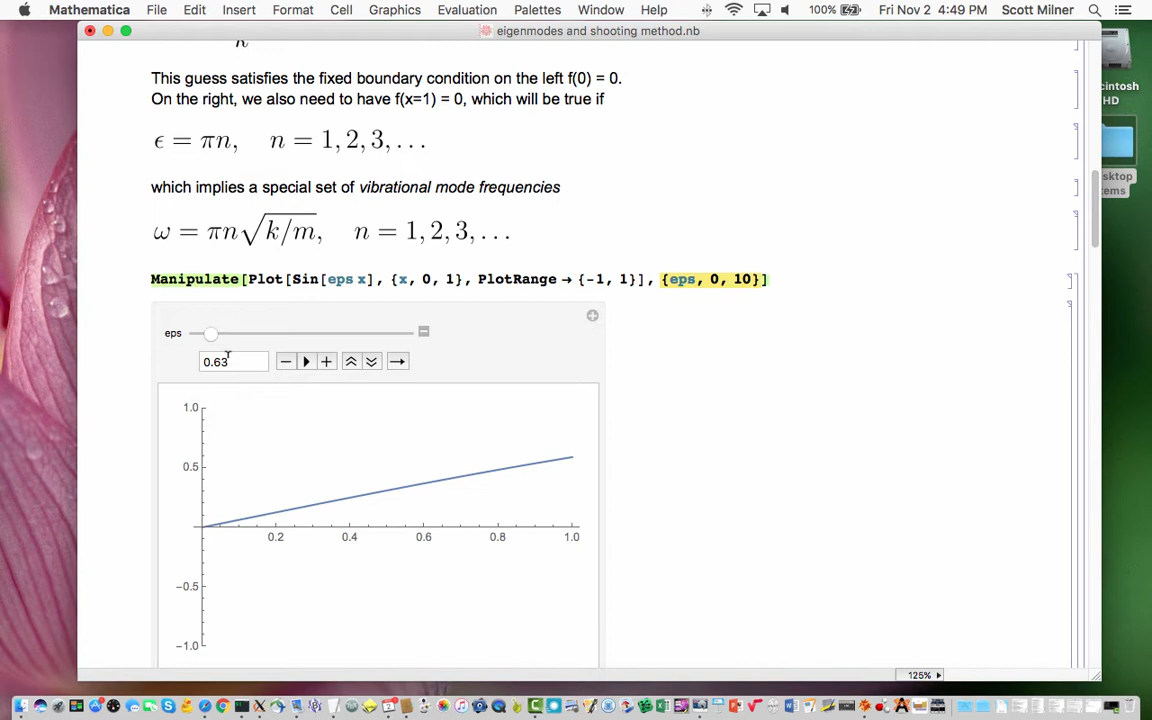 Mathematica File Edit Insert Format Cell Graphics Evaluation Palettes Window Help 100% Fri Nov 2 4:49 PM Scott Milner
eigenmodes and shooting method.nb
This guess satisfies the fixed boundary condition on the left f(0) = 0.
On the right, we also need to have f(x=1) = 0, which will be true if
ϵ = πn, n = 1, 2, 3, . . .
which implies a special set of vibrational mode frequencies
ω = πn√k/m, n = 1, 2, 3, . . .
Manipulate[Plot[Sin[eps x], {x, 0, 1}, PlotRange → {-1, 1}], {eps, 0, 10}]
eps
0.63
1.0
0.5
0.2 0.4 0.6 0.8 1.0
−0.5
−1.0
125%
cintosh
HD
sktop
ems